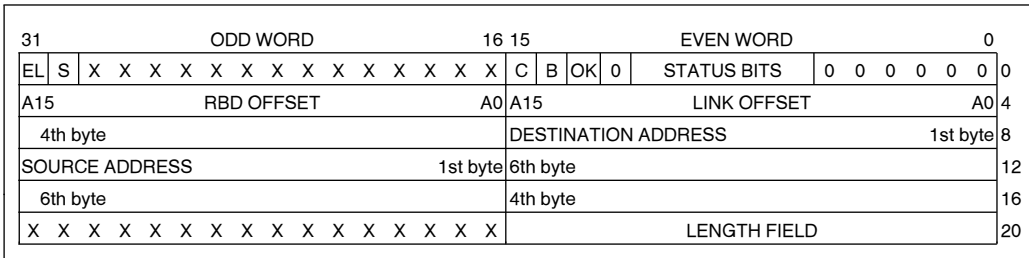 31 ODD WORD 16 15 EVEN WORD 0
EL S X X X X X X X X X X X X X X C B OK 0 STATUS BITS 0 0 0 0 0 0 0
A15 RBD OFFSET A0 A15 LINK OFFSET A0 4
4th byte DESTINATION ADDRESS 1st byte 8
SOURCE ADDRESS 1st byte 6th byte 12
6th byte 4th byte 16
X X X X X X X X X X X X X X X X LENGTH FIELD 20